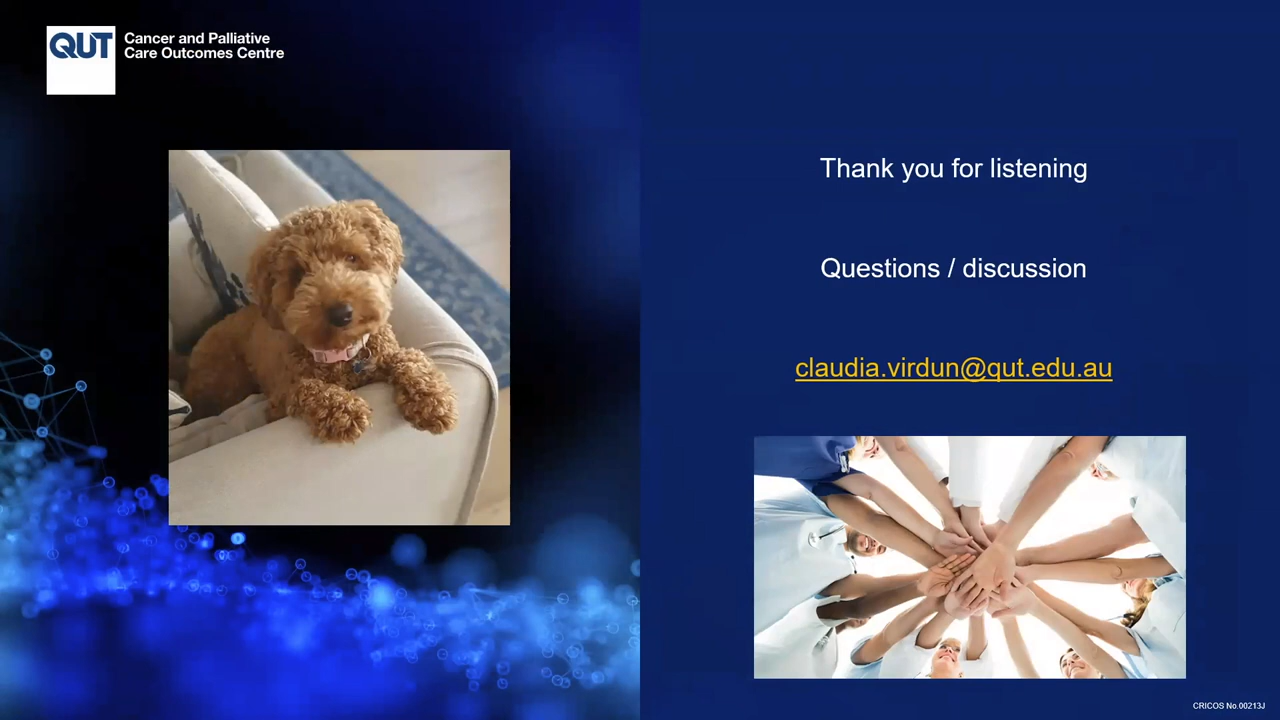 QUT
Cancer and Palliative
Care Outcomes Centre
Thank you for listening
Questions / discussion
claudia.virdun@qut.edu.au
CRICOS No.00213J